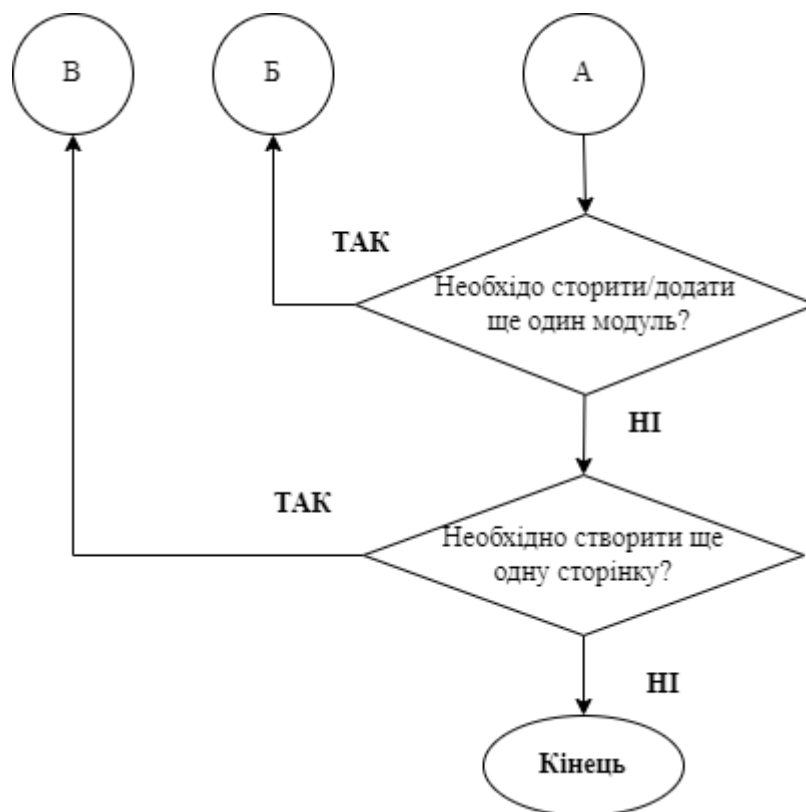 В
Б
А
ТАК
Необхідо сторити/додати
ще один модуль?
НІ
ТАК
Необхідно створити ще
одну сторінку?
НІ
Кінець